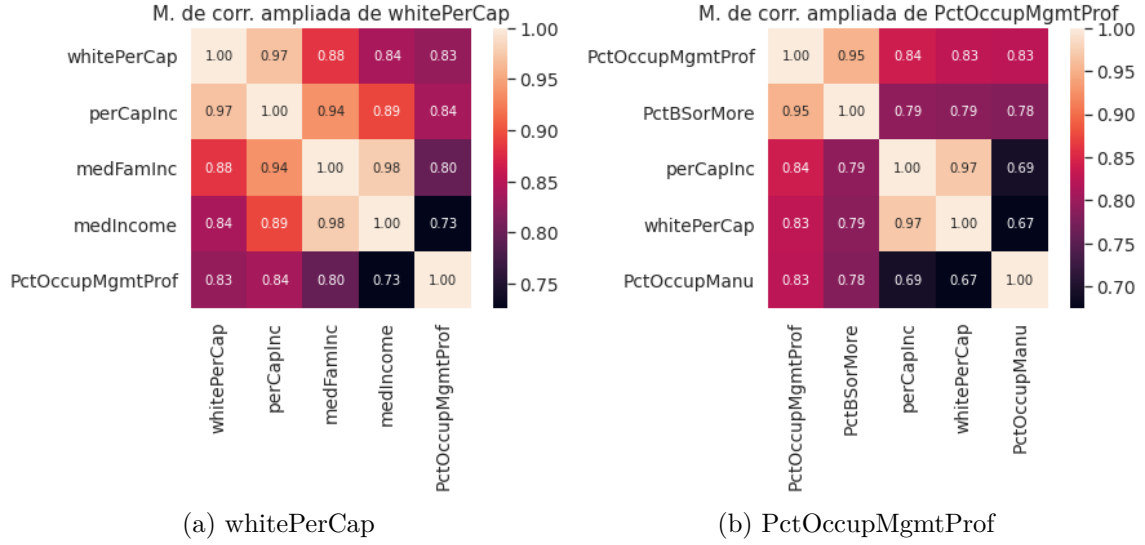 M. de corr. ampliada de whitePerCap
whitePerCap 1.00 0.97 0.88 0.84 0.83
perCapInc 0.97 1.00 0.94 0.89 0.84
medFamInc 0.88 0.94 1.00 0.98 0.80
medIncome 0.84 0.89 0.98 1.00 0.73
PctOccupMgmtProf 0.83 0.84 0.80 0.73 1.00
whitePerCap
perCapInc
medFamInc
medIncome
PctOccupMgmtProf
1.00
0.95
0.90
0.85
0.80
0.75
(a) whitePerCap
M. de corr. ampliada de PctOccupMgmtProf
PctOccupMgmtProf 1.00 0.95 0.84 0.83 0.83
PctBSorMore 0.95 1.00 0.79 0.79 0.78
perCapInc 0.84 0.79 1.00 0.97 0.69
whitePerCap 0.83 0.79 0.97 1.00 0.67
PctOccupManu 0.83 0.78 0.69 0.67 1.00
PctOccupMgmtProf
PctBSorMore
perCapInc
whitePerCap
PctOccupManu
1.00
0.95
0.90
0.85
0.80
0.75
0.70
(b) PctOccupMgmtProf